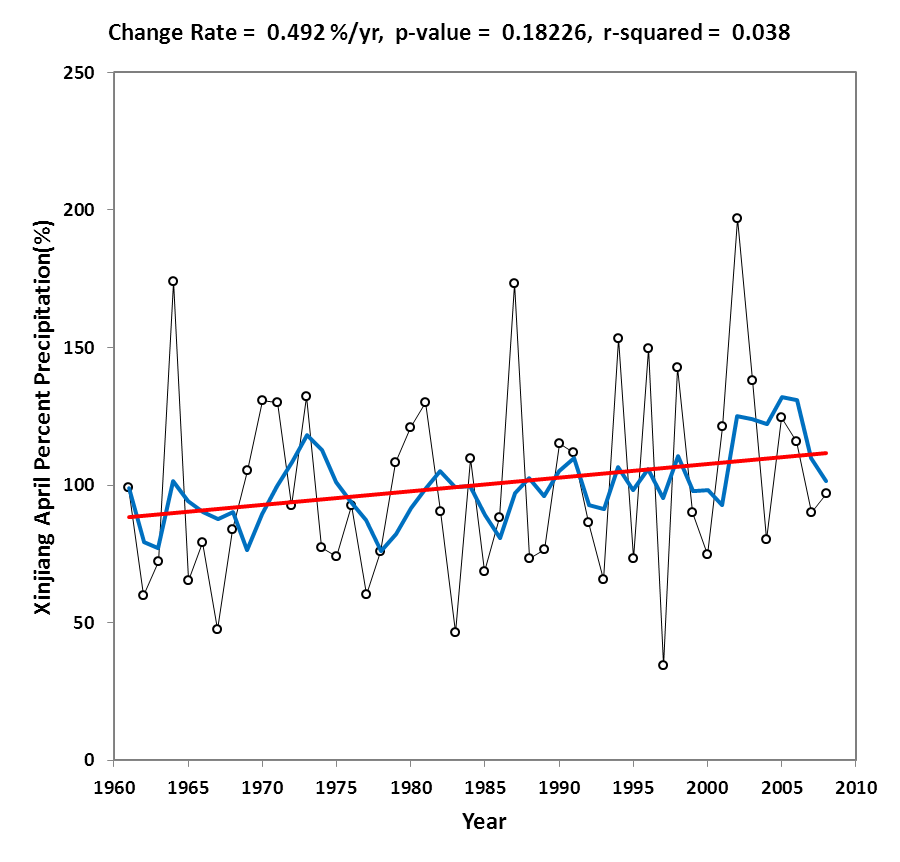 Change Rate = 0.492 %/yr, p-value = 0.18226, r-squared = 0.038
250
200
150
100
50
0
Xinjiang April Percent Precipitation(%)
1960 1965 1970 1975 1980 1985 1990 1995 2000 2005 2010
Year